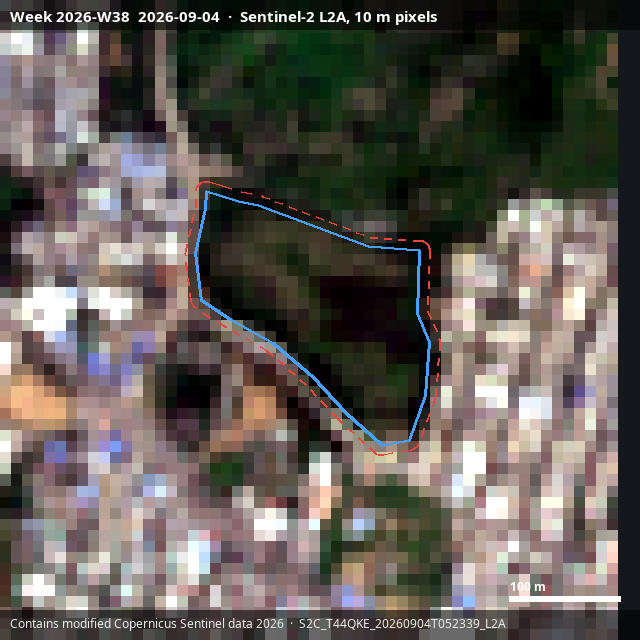 Week 2026-W38  2026-09-04  ·  Sentinel-2 L2A, 10 m pixels
100 m
Contains modified Copernicus Sentinel data 2026  ·  S2C_T44QKE_20260904T052339_L2A